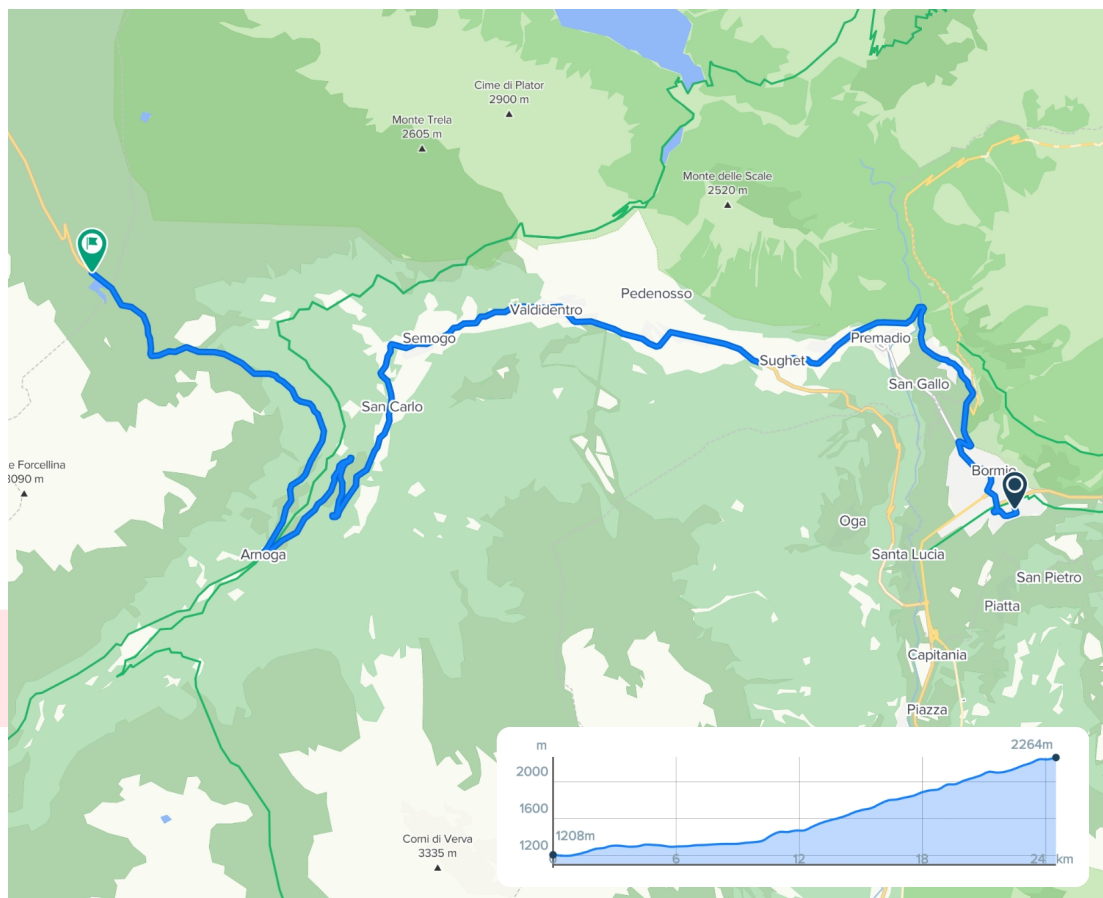 Cime di Plator
2900 m
Monte Trela
2605 m
Monte delle Scale
2520 m
Pedenosso
Valdidentro
Semogo
Premadio
Sughet
San Gallo
San Carlo
e Forcellina
3090 m
Bormio
Oga
Arnoga
Santa Lucia
San Pietro
Piatta
Capitania
Piazza
Corni di Verva
3335 m
m
2264m
2000
1600
1208m
1200
0
6
12
18
24
km